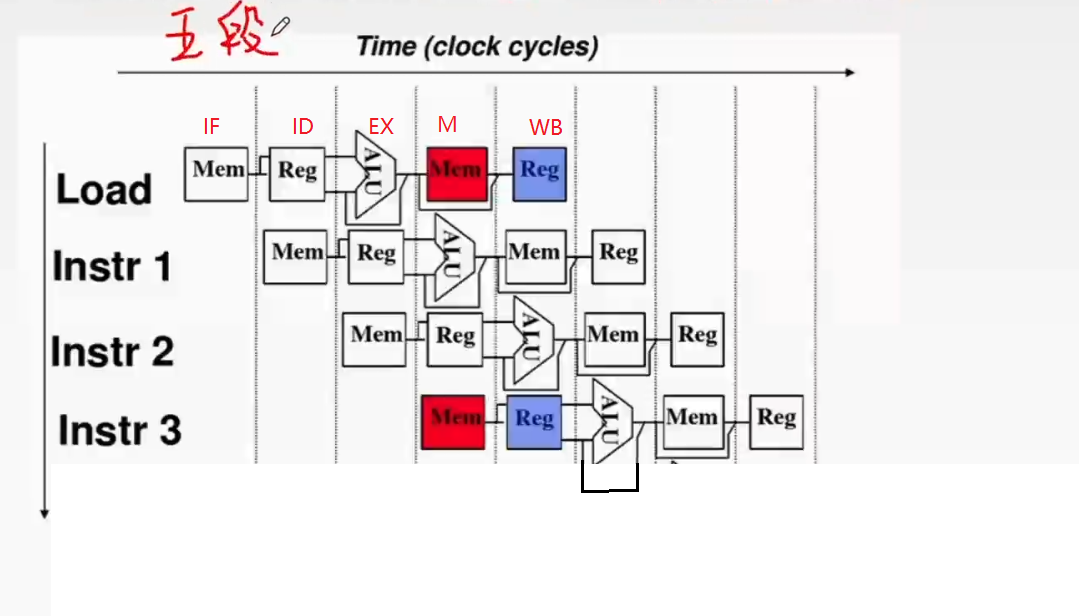 五段
Time (clock cycles)
IF ID EX M WB
Load Mem Reg ALU Mem Reg
Instr 1 Mem Reg ALU Mem Reg
Instr 2 Mem Reg ALU Mem Reg
Instr 3 Mem Reg ALU Mem Reg